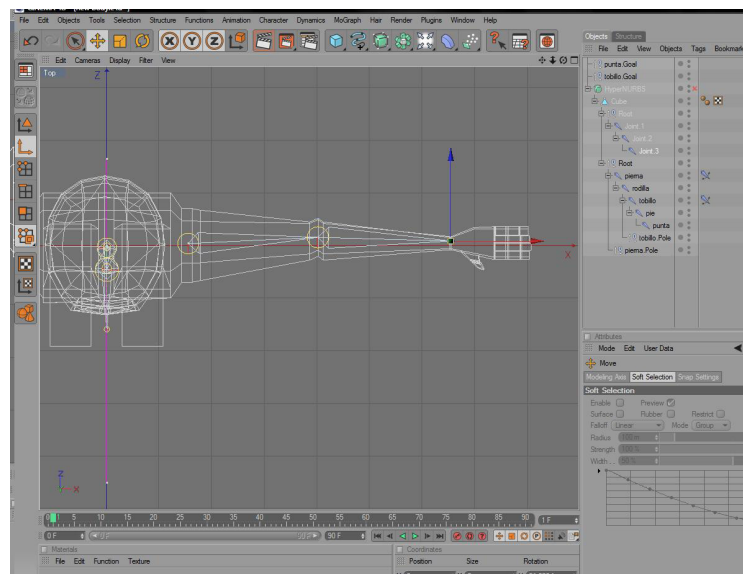 File Edit Objects Tools Selection Structure Functions Animation Character Dynamics MoGraph Hair Render Plugins Window Help
X Y Z
Objects Structure
File Edit View Objects Tags Bookmark
Edit Cameras Display Filter View
Top
Z
X
punta.Goal
tobillo.Goal
HyperNURBS
Cube
Root
Joint 1
Joint 2
Joint 3
Root
pierna
rodilla
tobillo
pie
punta
tobillo.Pole
pierna.Pole
Attributes
Mode Edit User Data
Move
Modeling Axis Soft Selection Snap Settings
Soft Selection
Enable Preview
Surface Rubber Restrict
Falloff Linear Mode Group
Radius 100 m
Strength 100 %
Width . . 50 %
Z
X
0 1 5 10 15 20 25 30 35 40 45 50 55 60 65 70 75 80 85 90 1 F
0 F 90 F
Materials
File Edit Function Texture
Coordinates
Position Size Rotation